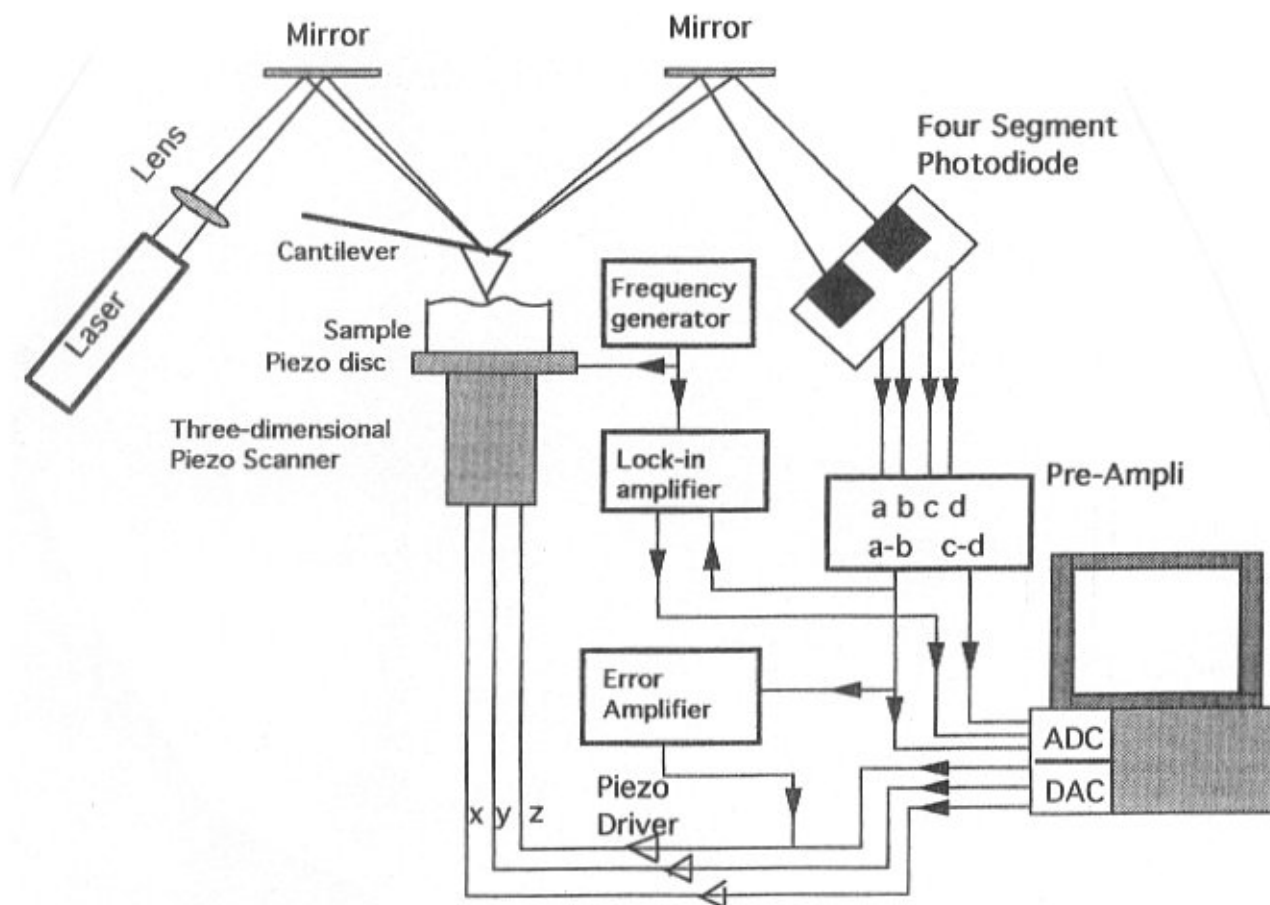 Mirror
Mirror
Four Segment
Photodiode
Lens
Cantilever
Laser
Frequency
generator
Sample
Piezo disc
Three-dimensional
Piezo Scanner
Lock-in
amplifier
Pre-Ampli
a b c d
a-b c-d
Error
Amplifier
ADC
DAC
Piezo
Driver
x y z